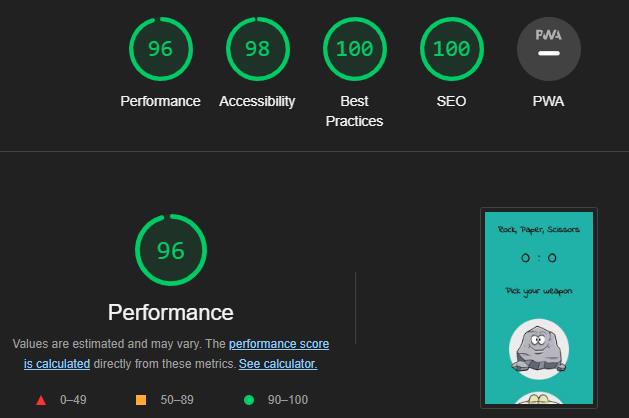 96
98
100
100
PWA
Performance
Accessibility
Best
Practices
SEO
PWA
96
Performance
Values are estimated and may vary. The performance score
is calculated directly from these metrics. See calculator.
0–49
50–89
90–100
Rock, Paper, Scissors
0 : 0
Pick your weapon